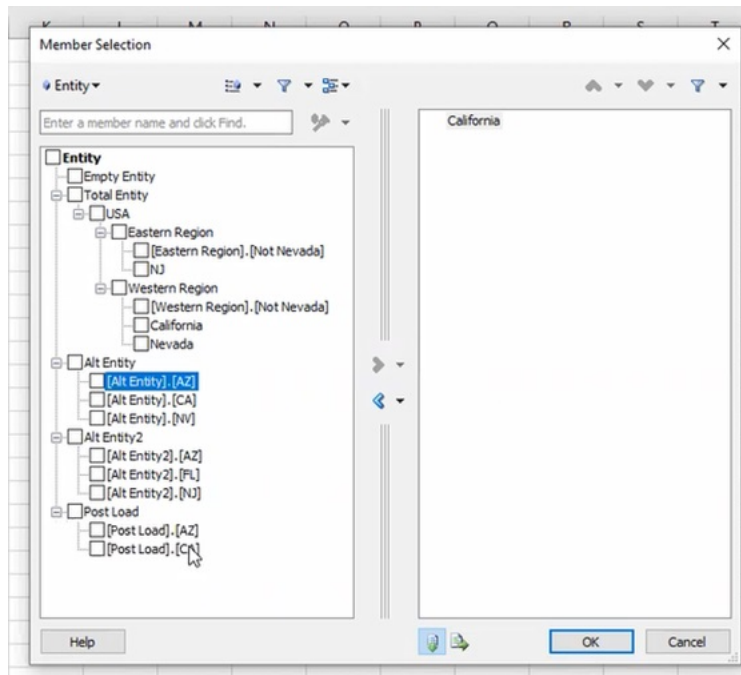 Member Selection
Entity
Enter a member name and click Find.
California
Entity
Empty Entity
Total Entity
USA
Eastern Region
[Eastern Region].[Not Nevada]
NJ
Western Region
[Western Region].[Not Nevada]
California
Nevada
Alt Entity
[Alt Entity].[AZ]
[Alt Entity].[CA]
[Alt Entity].[NV]
Alt Entity2
[Alt Entity2].[AZ]
[Alt Entity2].[FL]
[Alt Entity2].[NJ]
Post Load
[Post Load].[AZ]
[Post Load].[CA]
Help
OK
Cancel